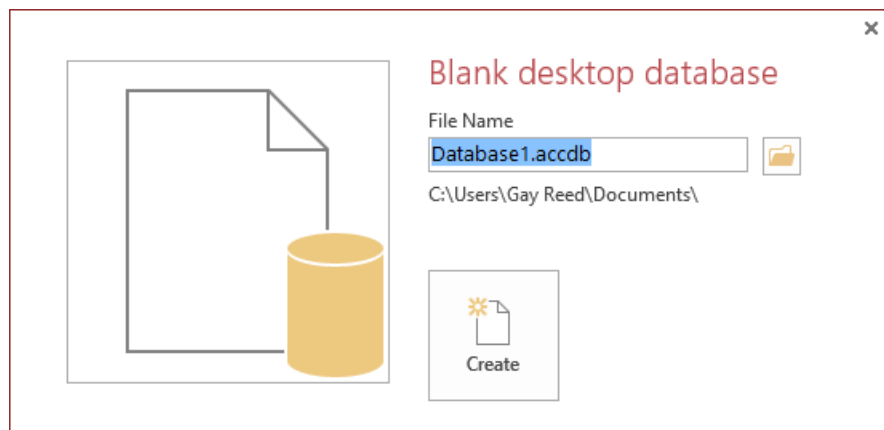 Blank desktop database
File Name
Database1.accdb
C:\Users\Gay Reed\Documents\
Create